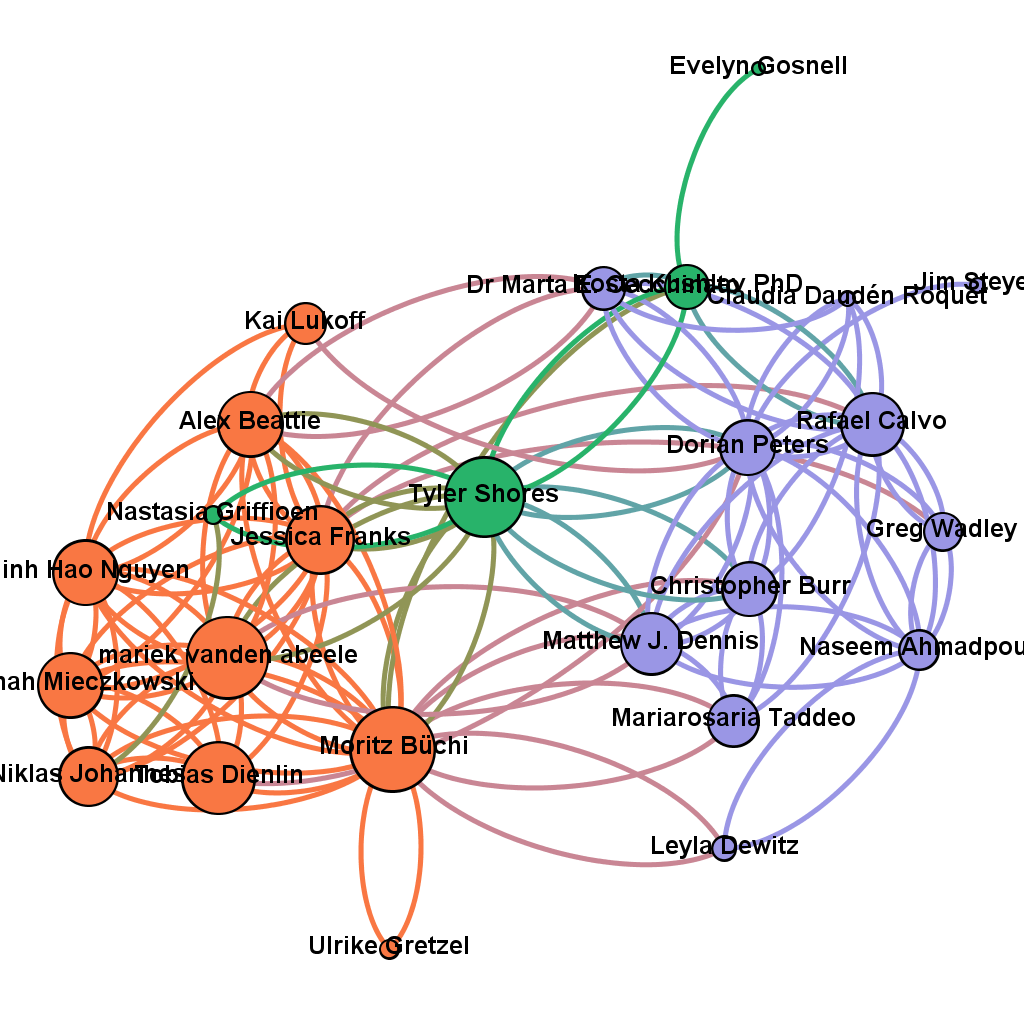 Evelyn Gosnell
Dr Marta E. Cecchinato
PhD
Claudia Daudén Roquet
Jim Steye
Kai Lukoff
Alex Beattie
Rafael Calvo
Dorian Peters
Tyler Shores
Nastasia Griffioen
Jessica Franks
Greg Wadley
inh Hao Nguyen
Christopher Burr
Matthew J. Dennis
Naseem Ahmadpou
mariek vanden abeele
nah Mieczkowski
Mariarosaria Taddeo
Moritz Büchi
Niklas Johannes
Tobias Dienlin
Leyla Dewitz
Ulrike Gretzel